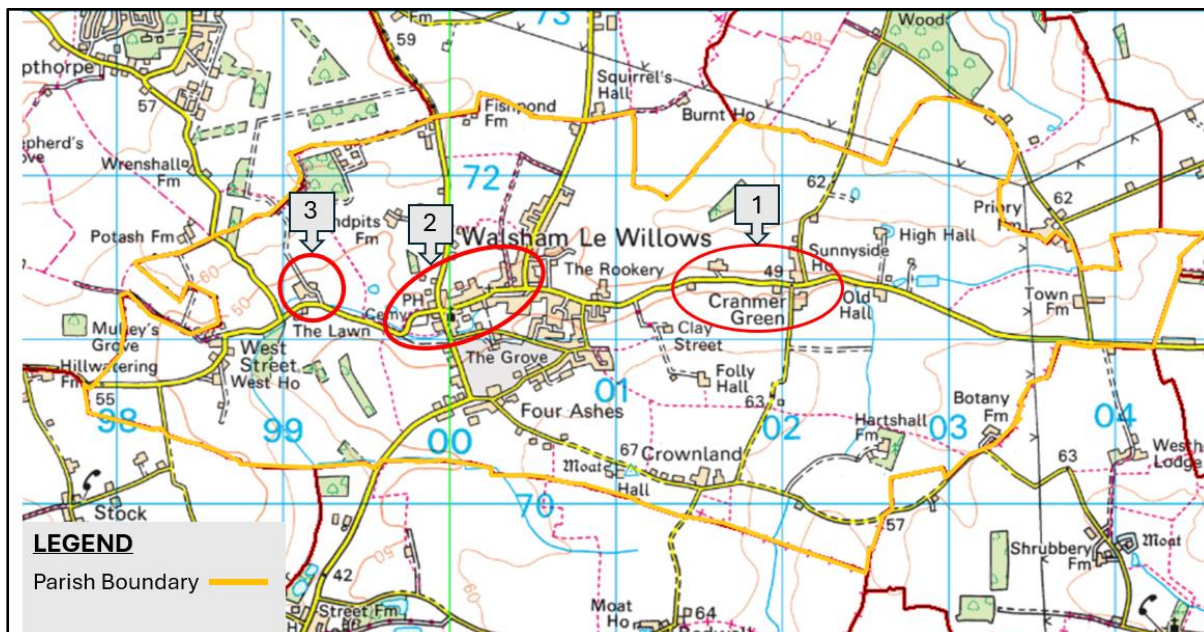 Fm
59
73
Wood
60
pthorpe
57
epherd's
ove
Wrenshall
Fm
Fishpond
Fm
Squirrel's
Hall
Burnt Ho
72
62
Priory
62
3
2
1
ndpits
Fm
Potash Fm
Walsham Le Willows
Sunnyside
Ho
High Hall
The Rookery
49
60
50
PH
Cemy
Cranmer
Green
Old
Hall
Town
Fm
Mulley's
Grove
The Lawn
Clay
Street
Hillwatering
Fm
West
Street
West Ho
The Grove
Folly
Hall
55
01
63
Botany
Fm
98
99
00
Four Ashes
02
Hartshall
Fm
03
04
67
Crownland
Moat
Hall
63
Westh
Lodge
Stock
70
57
LEGEND
Parish Boundary
50
42
Shrubbery
Fm
Moat
Street Fm
Moat
Ho
64